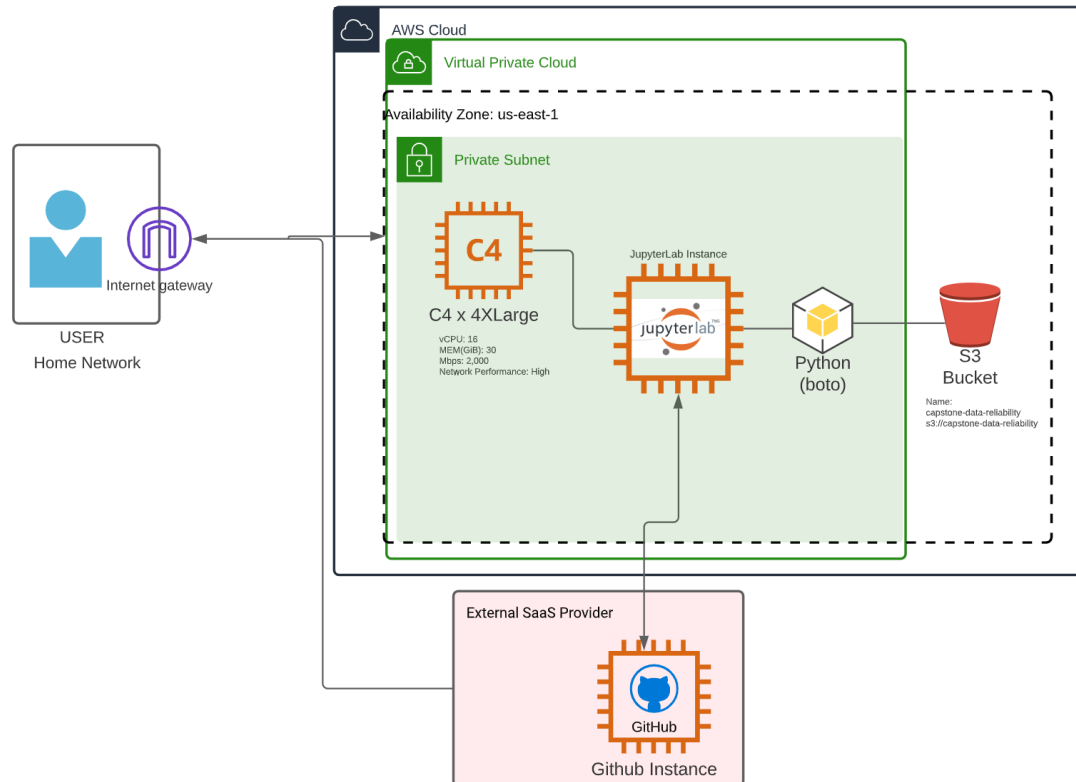 AWS Cloud
Virtual Private Cloud
Availability Zone: us-east-1
Private Subnet
C4
C4 x 4XLarge
vCPU: 16
MEM(GiB): 30
Mbps: 2,000
Network Performance: High
JupyterLab Instance
jupyterlab
TM
Python
(boto)
S3
Bucket
Name:
capstone-data-reliability
s3://capstone-data-reliability
Internet gateway
USER
Home Network
External SaaS Provider
GitHub
Github Instance